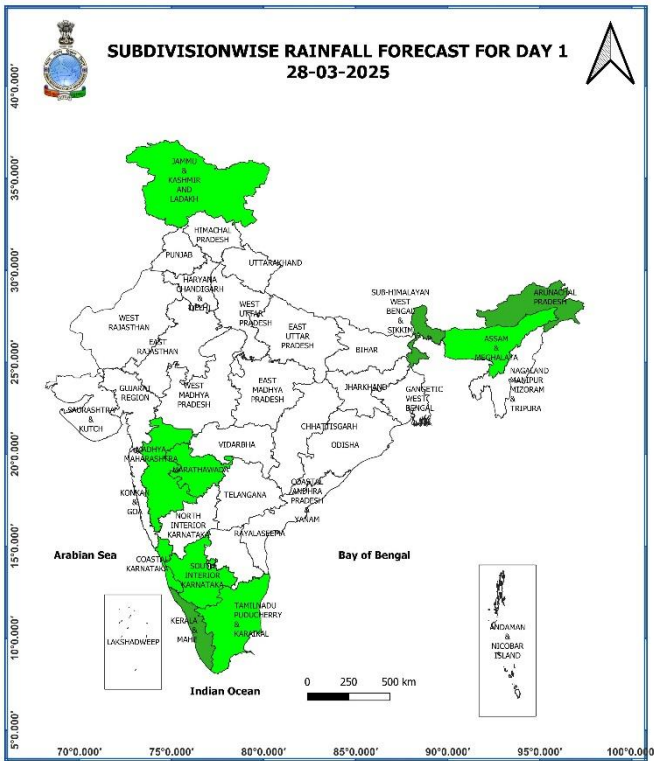 SUBDIVISIONWISE RAINFALL FORECAST FOR DAY 1
28-03-2025
40°0.000'
35°0.000'
30°0.000'
25°0.000'
20°0.000'
15°0.000'
10°0.000'
5°0.000'
JAMMU
&
KASHMIR
AND
LADAKH
HIMACHAL
PRADESH
PUNJAB
UTTARAKHAND
HARYANA
CHANDIGARH
&
DELHI
WEST
RAJASTHAN
EAST
RAJASTHAN
WEST
UTTAR
PRADESH
EAST
UTTAR
PRADESH
SUB-HIMALAYAN
WEST
BENGAL
&
SIKKIM
ARUNACHAL
PRADESH
ASSAM
&
MEGHALAYA
NAGALAND
MANIPUR
MIZORAM
&
TRIPURA
BIHAR
JHARKHAND
GANGETIC
WEST
BENGAL
GUJARAT
REGION
SAURASHTRA
&
KUTCH
WEST
MADHYA
PRADESH
EAST
MADHYA
PRADESH
CHHATTISGARH
ODISHA
VIDARBHA
MADHYA
MAHARASHTRA
MARATHAWADA
KONKAN
&
GOA
TELANGANA
COASTAL
ANDHRA
PRADESH
&
YANAM
NORTH
INTERIOR
KARNATAKA
RAYALASEEMA
COASTAL
KARNATAKA
SOUTH
INTERIOR
KARNATAKA
TAMILNADU
PUDUCHERRY
&
KARAIKAL
KERALA
&
MAHE
LAKSHADWEEP
ANDAMAN
&
NICOBAR
ISLAND
Arabian Sea
Bay of Bengal
Indian Ocean
0 250 500 km
70°0.000' 75°0.000' 80°0.000' 85°0.000' 90°0.000' 95°0.000' 100°0.000'